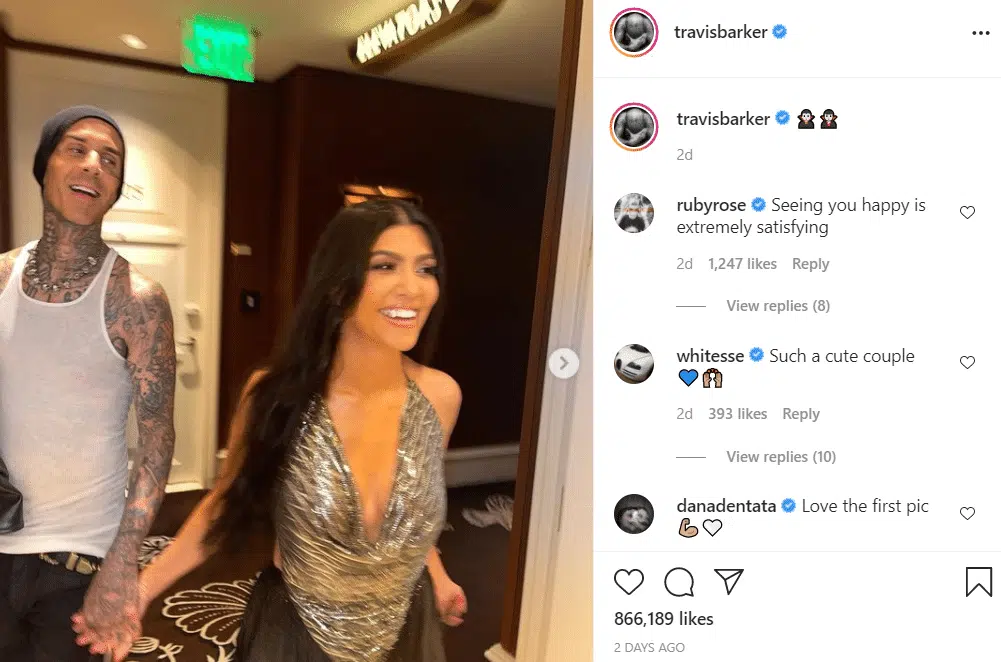 EXIT
ELEVATORS
travisbarker
travisbarker 🧛🏻‍♂️🧛🏻‍♀️
2d
rubyrose Seeing you happy is
extremely satisfying
2d 1,247 likes Reply
View replies (8)
whitesse Such a cute couple
💙🙌🏽
2d 393 likes Reply
View replies (10)
danadentata Love the first pic
💪🏼🤍
866,189 likes
2 DAYS AGO